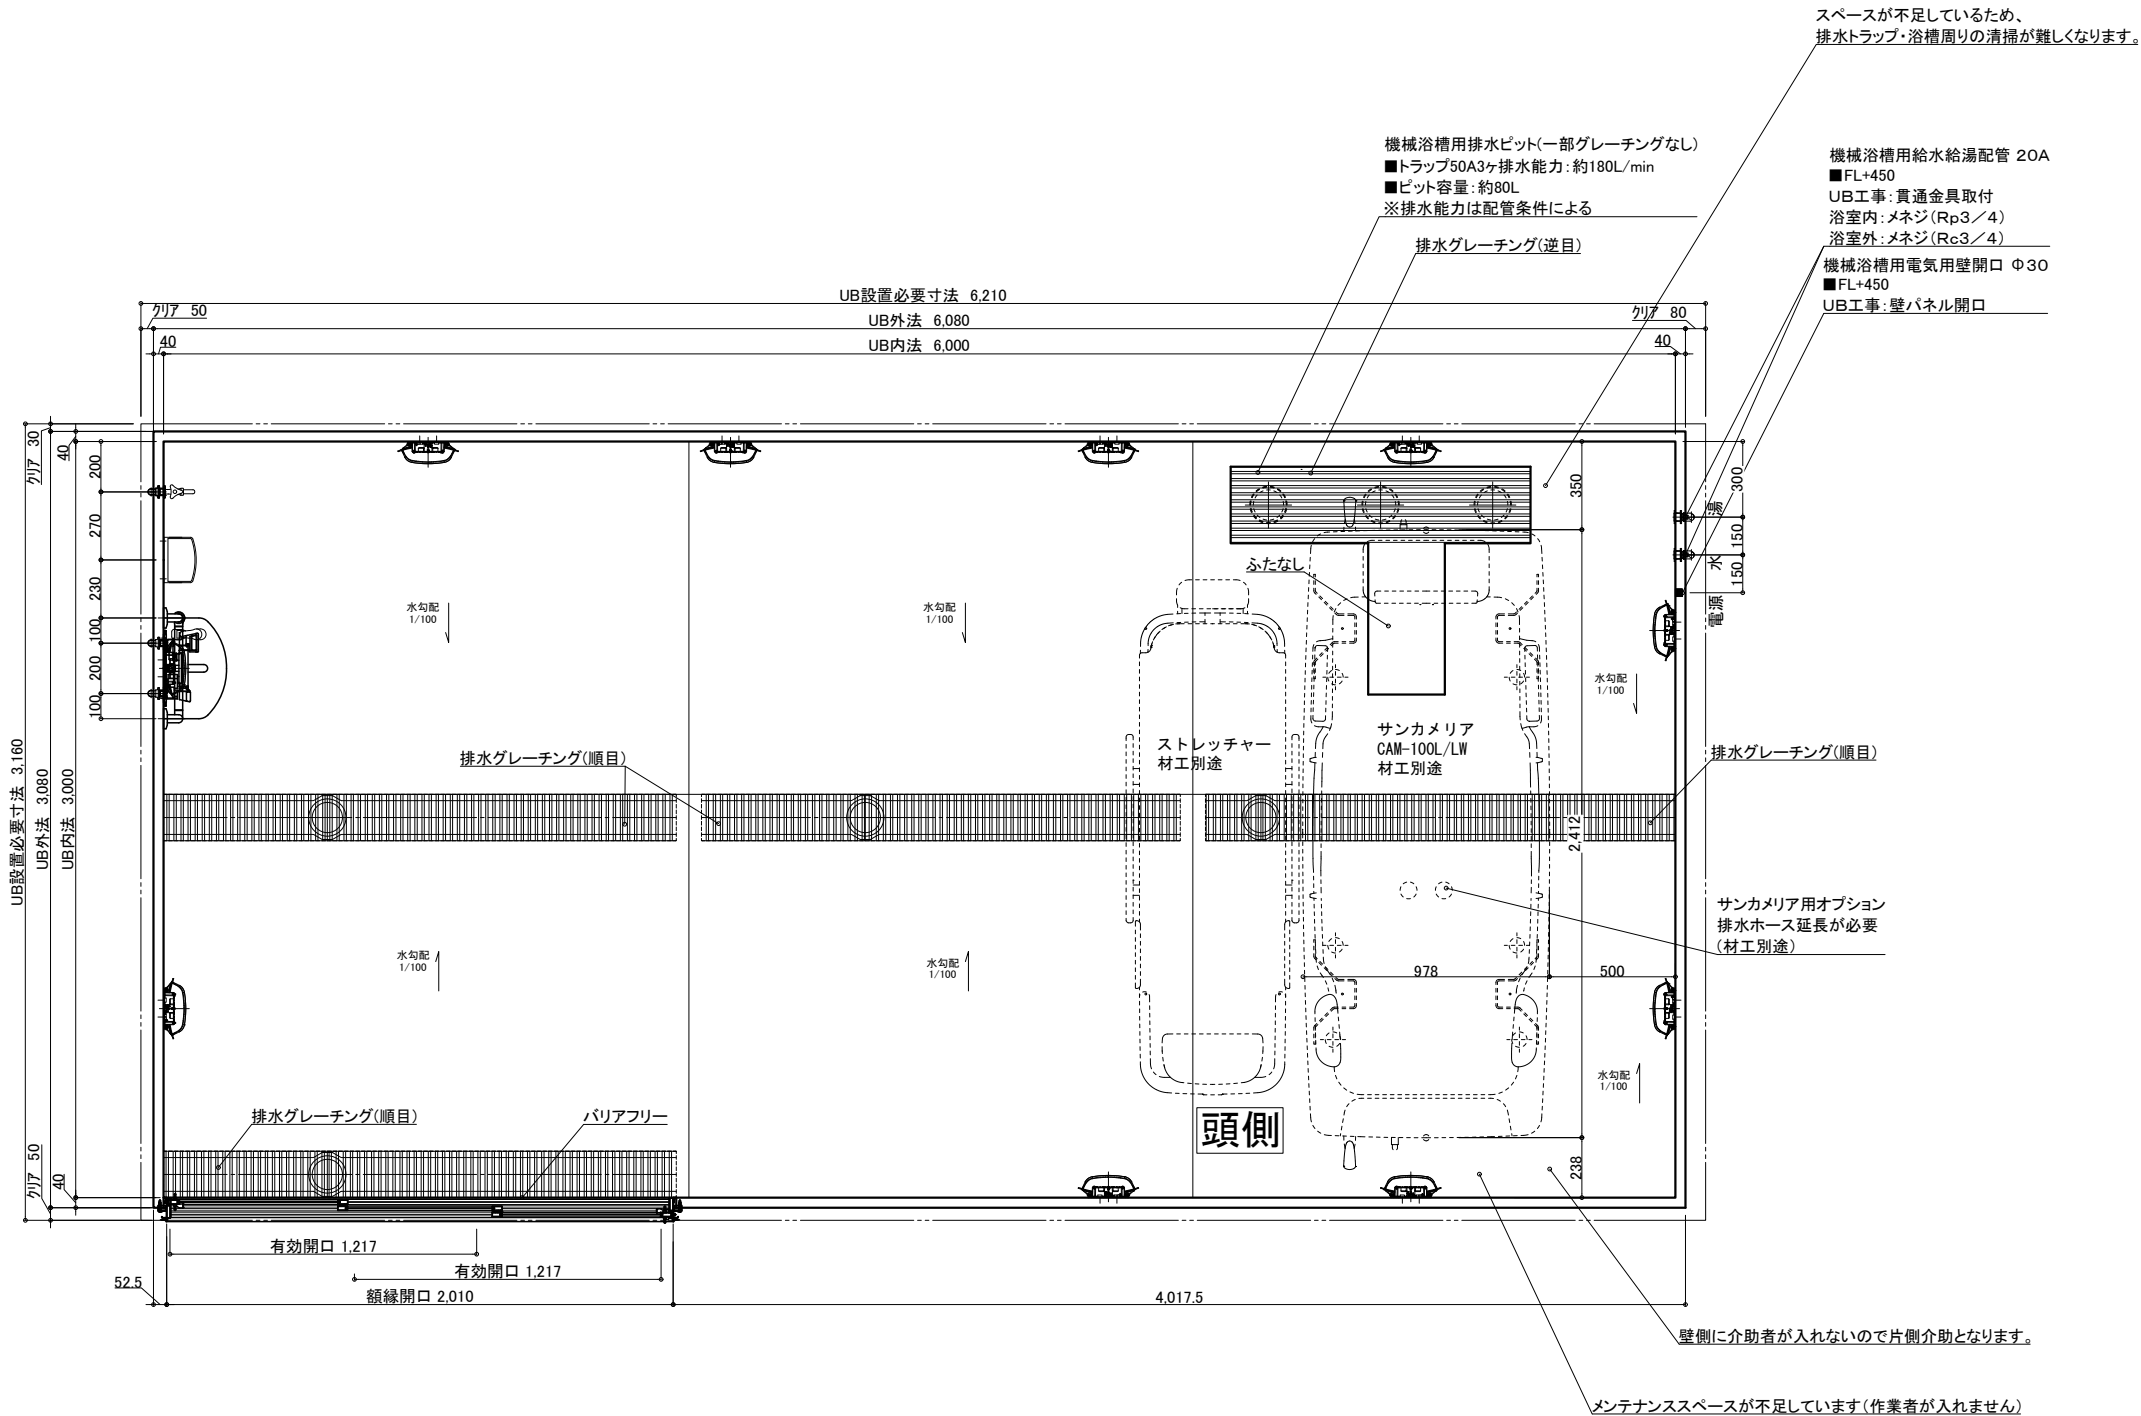 スペースが不足しているため、
排水トラップ・浴槽周りの清掃が難しくなります。
機械浴槽用排水ピット(一部グレーチングなし)
■トラップ50A3ヶ排水能力:約180L/min
■ピット容量:約80L
※排水能力は配管条件による
排水グレーチング(逆目)
機械浴槽用給水給湯配管 20A
■FL+450
UB工事:貫通金具取付
浴室内:メネジ(Rp3/4)
浴室外:メネジ(Rc3/4)
機械浴槽用電気用壁開口 Φ30
■FL+450
UB工事:壁パネル開口
UB設置必要寸法 6,210
クリア 50
UB外法 6,080
クリア 80
40
UB内法 6,000
40
クリア 30
40
200
270
230
100
200
100
UB設置必要寸法 3,160
UB外法 3,080
UB内法 3,000
クリア 50
40
350
300
湯
150
水
150
電源
ふたなし
水勾配
1/100
水勾配
1/100
水勾配
1/100
ストレッチャー
材工別途
サンカメリア
CAM-100L/LW
材工別途
排水グレーチング(順目)
排水グレーチング(順目)
2,412
サンカメリア用オプション
排水ホース延長が必要
(材工別途)
水勾配
1/100
水勾配
1/100
978
500
水勾配
1/100
排水グレーチング(順目)
バリアフリー
頭側
238
有効開口 1,217
有効開口 1,217
52.5
額縁開口 2,010
4,017.5
壁側に介助者が入れないので片側介助となります。
メンテナンススペースが不足しています(作業者が入れません)